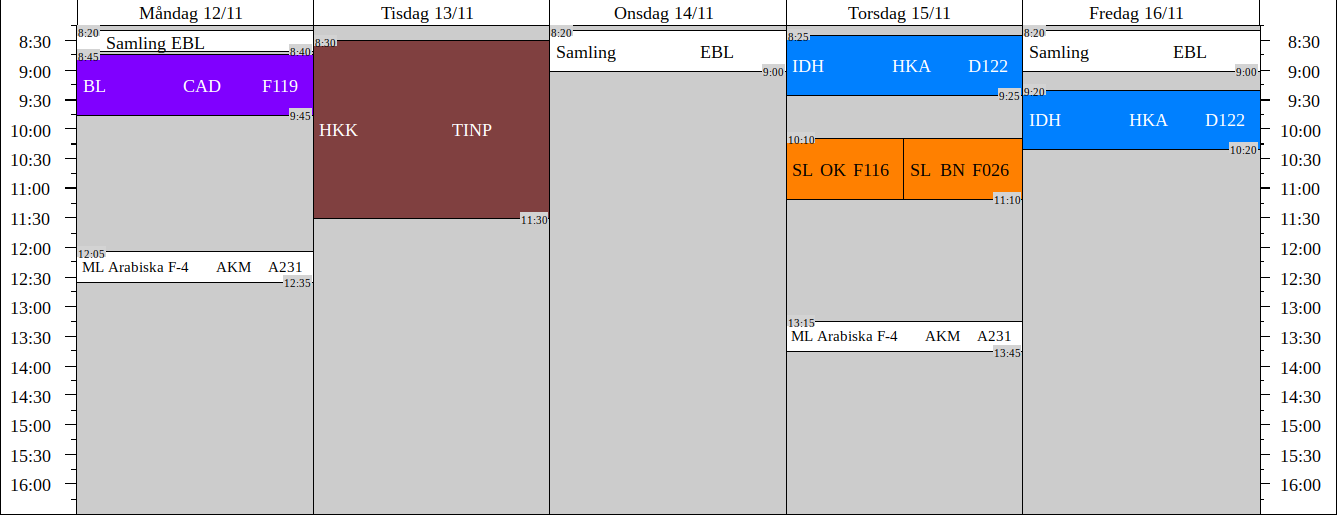 Måndag 12/11 Tisdag 13/11 Onsdag 14/11 Torsdag 15/11 Fredag 16/11
8:20 8:20 8:20
Samling EBL
8:30 8:30 8:25 8:30
8:40
8:45
Samling EBL 9:00
IDH HKA D122 9:25
Samling EBL 9:00
9:00 9:00
BL CAD F119
9:45
9:20
IDH HKA D122
10:20
9:30 9:30
10:00 HKK TINP 10:00
11:30
10:10
SL OK F116 SL BN F026
11:10
10:30 10:30
11:00 11:00
11:30 11:30
12:00 12:00
12:05
ML Arabiska F-4 AKM A231
12:35
12:30 12:30
13:00 13:00
13:15
ML Arabiska F-4 AKM A231
13:45
13:30 13:30
14:00 14:00
14:30 14:30
15:00 15:00
15:30 15:30
16:00 16:00